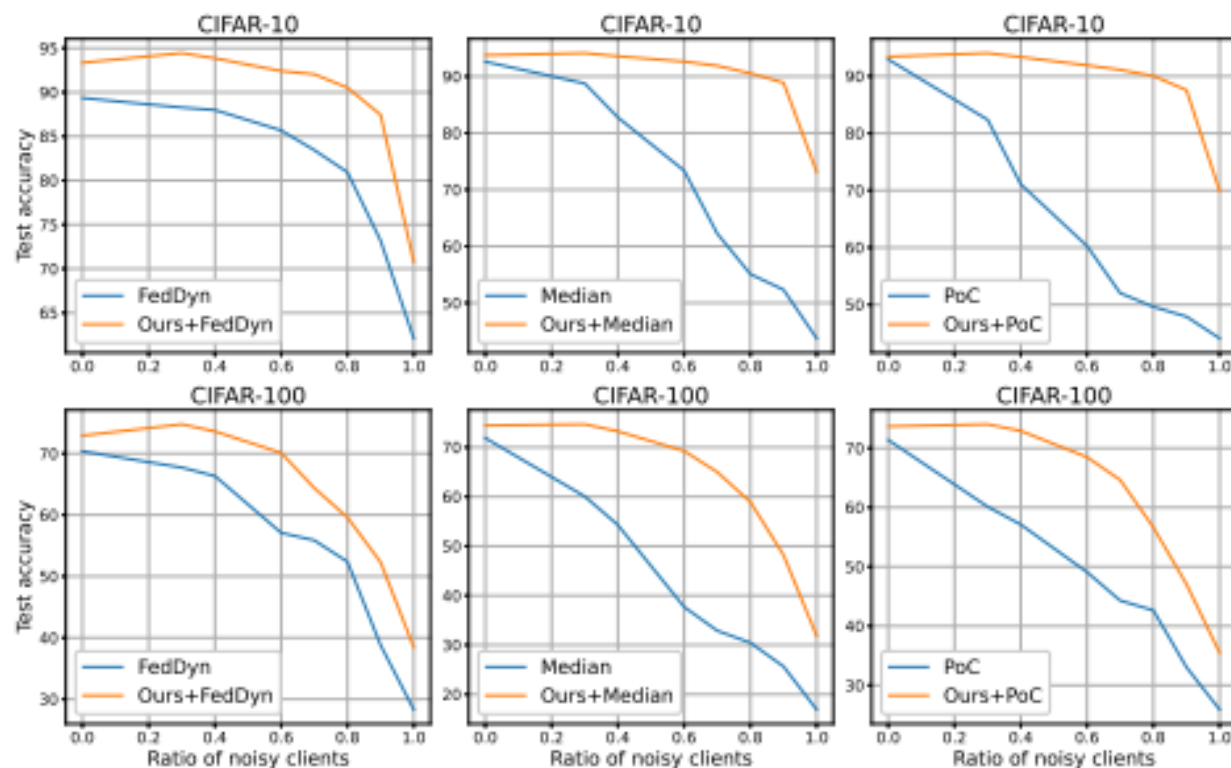 CIFAR-10
Test accuracy
95
90
85
80
75
70
65
0.0 0.2 0.4 0.6 0.8 1.0
FedDyn
Ours+FedDyn
CIFAR-10
90
80
70
60
50
0.0 0.2 0.4 0.6 0.8 1.0
Median
Ours+Median
CIFAR-10
90
80
70
60
50
0.0 0.2 0.4 0.6 0.8 1.0
PoC
Ours+PoC
CIFAR-100
Test accuracy
70
60
50
40
30
0.0 0.2 0.4 0.6 0.8 1.0
Ratio of noisy clients
FedDyn
Ours+FedDyn
CIFAR-100
70
60
50
40
30
20
0.0 0.2 0.4 0.6 0.8 1.0
Ratio of noisy clients
Median
Ours+Median
CIFAR-100
70
60
50
40
30
0.0 0.2 0.4 0.6 0.8 1.0
Ratio of noisy clients
PoC
Ours+PoC